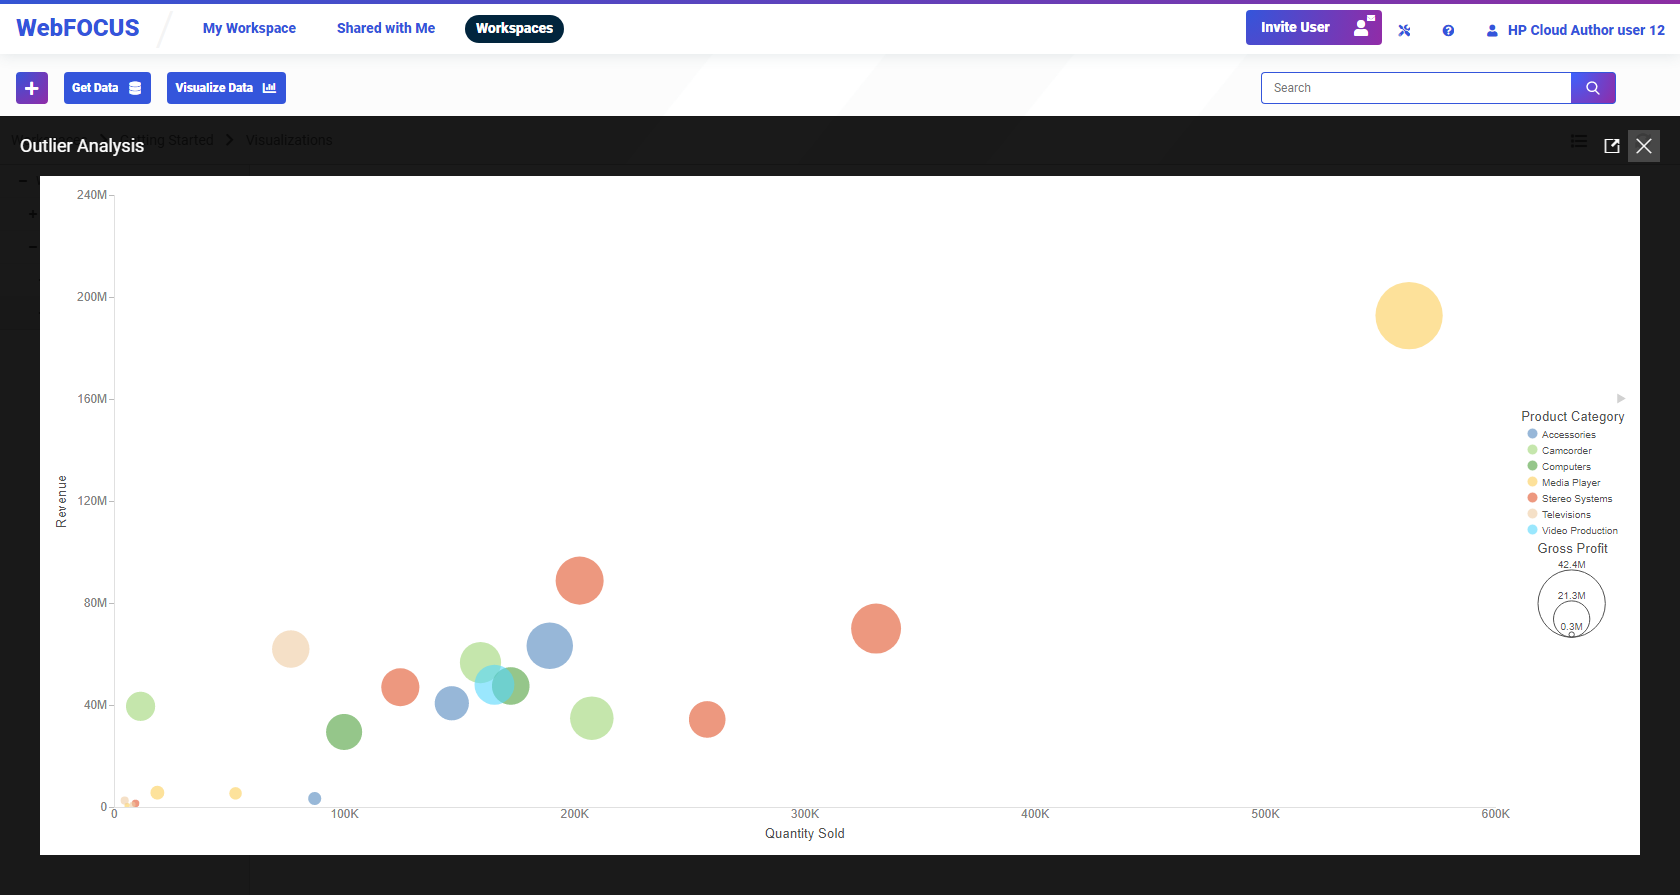 WebFOCUS
My Workspace
Shared with Me
Workspaces
Invite User
HP Cloud Author user 12
Get Data
Visualize Data
Search
Getting Started
Visualizations
Outlier Analysis
240M
200M
160M
120M
80M
40M
0
Revenue
0
100K
200K
300K
400K
500K
600K
Quantity Sold
Product Category
Accessories
Camcorder
Computers
Media Player
Stereo Systems
Televisions
Video Production
Gross Profit
42.4M
21.3M
0.3M